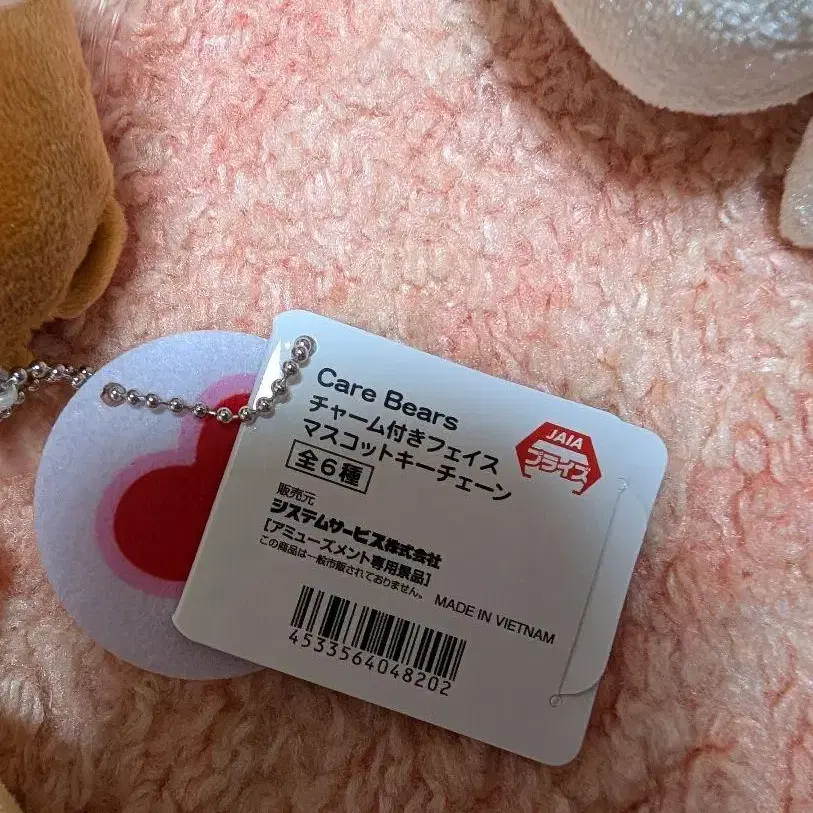 Care Bears
チャーム付きフェイス
マスコットキーチェーン
全6種
JAIA
プライズ
販売元
システムサービス株式会社
[アミューズメント専用景品]
この商品は一般市販されておりません。
MADE IN VIETNAM
4533564048202